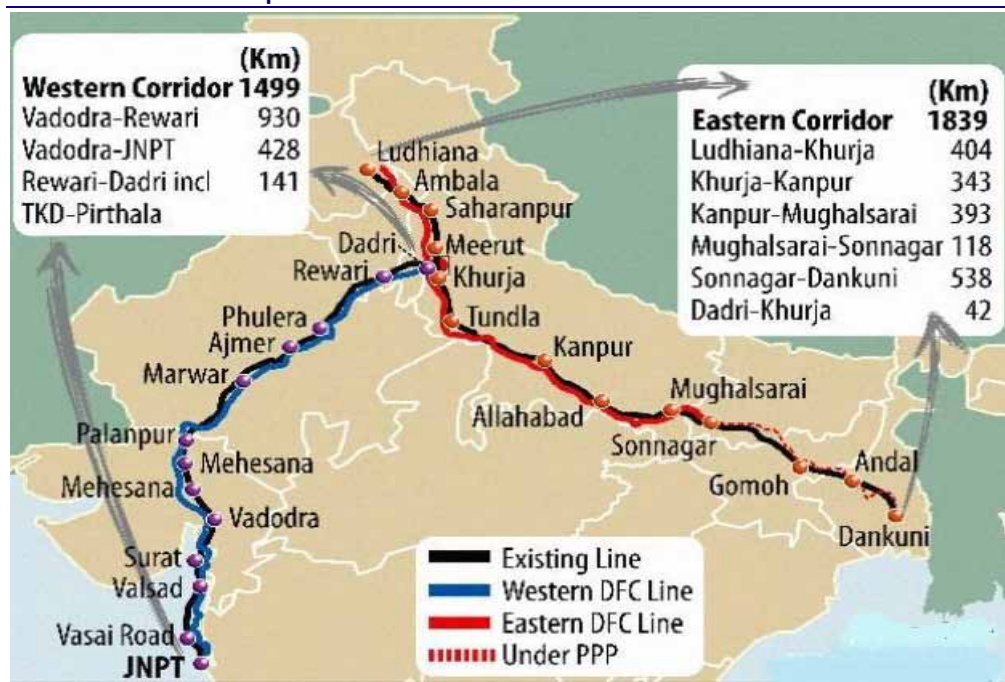 (Km)
Western Corridor 1499
Vadodra-Rewari 930
Vadodra-JNPT 428
Rewari-Dadri incl 141
TKD-Pirthala
(Km)
Eastern Corridor 1839
Ludhiana-Khurja 404
Khurja-Kanpur 343
Kanpur-Mughalsarai 393
Mughalsarai-Sonnagar 118
Sonnagar-Dankuni 538
Dadri-Khurja 42
Ludhiana
Ambala
Saharanpur
Meerut
Dadri
Rewari
Khurja
Phulera
Tundla
Ajmer
Kanpur
Marwar
Mughalsarai
Allahabad
Palanpur
Sonnagar
Mehesana
Andal
Mehesana
Gomoh
Vadodra
Dankuni
Surat
Valsad
Vasai Road
JNPT
Existing Line
Western DFC Line
Eastern DFC Line
Under PPP